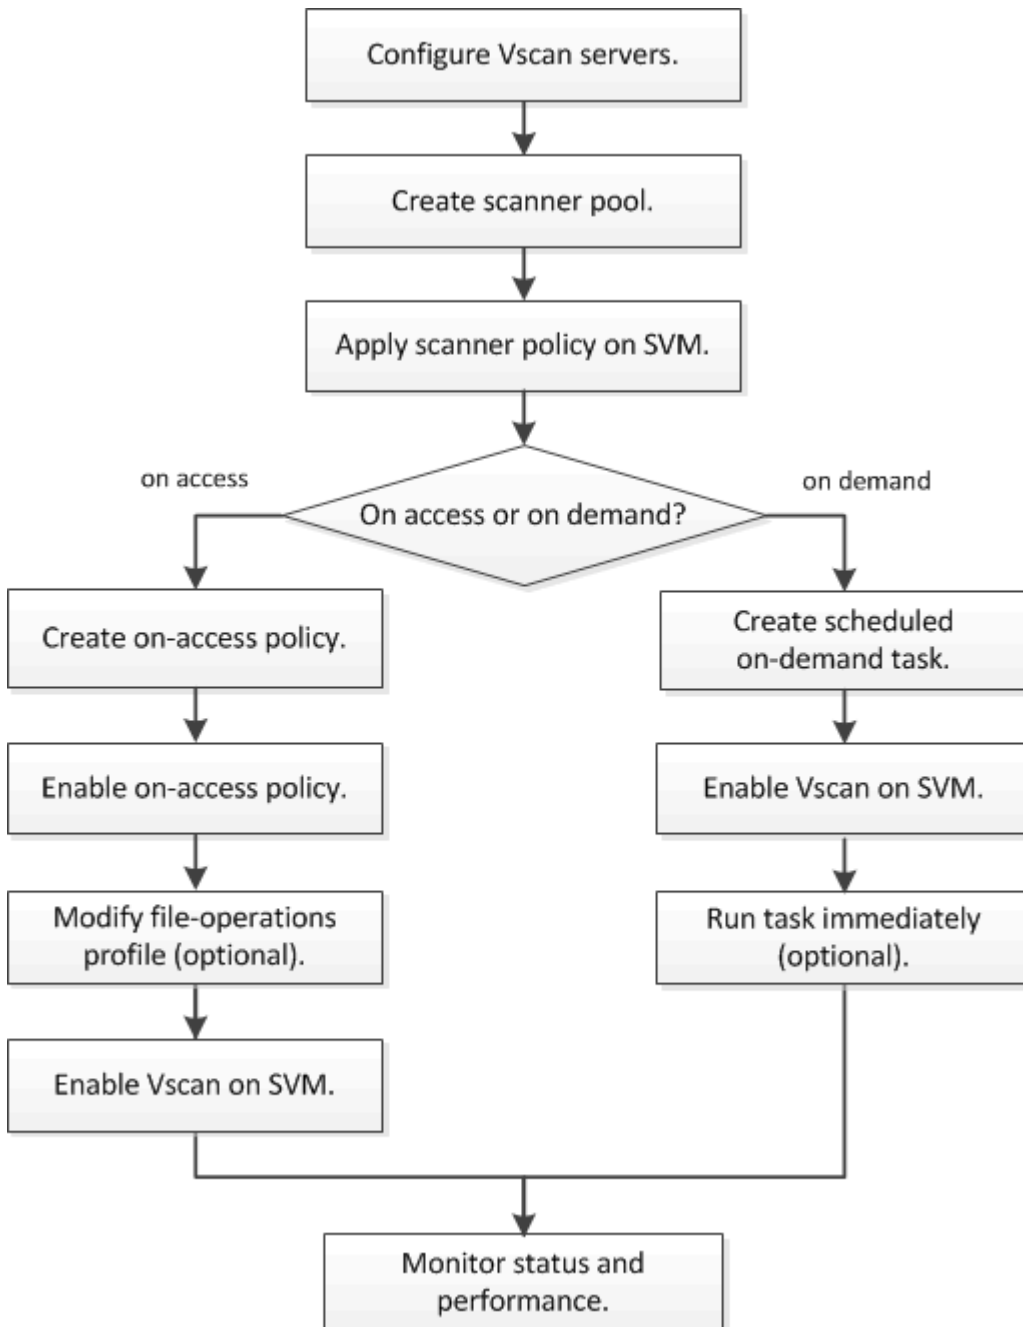 Configure Vscan servers.
Create scanner pool.
Apply scanner policy on SVM.
on access
on demand
On access or on demand?
Create on-access policy.
Enable on-access policy.
Modify file-operations
profile (optional).
Enable Vscan on SVM.
Create scheduled
on-demand task.
Enable Vscan on SVM.
Run task immediately
(optional).
Monitor status and
performance.